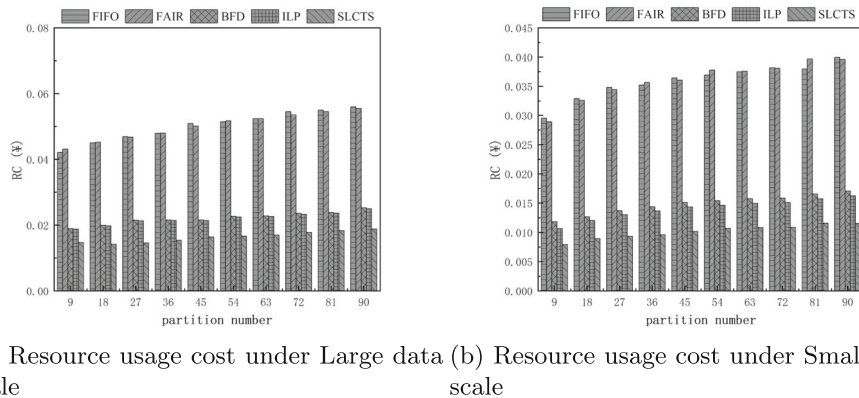 FIFO FAIR BFD ILP SLCTS
0.08
0.06
0.04
0.02
0.00
RC (¥)
9 18 27 36 45 54 63 72 81 90
partition number
FIFO FAIR BFD ILP SLCTS
0.045
0.040
0.035
0.030
0.025
0.020
0.015
0.010
0.005
0.000
RC (¥)
9 18 27 36 45 54 63 72 81 90
partition number
Resource usage cost under Large data (b) Resource usage cost under Smal
le scale